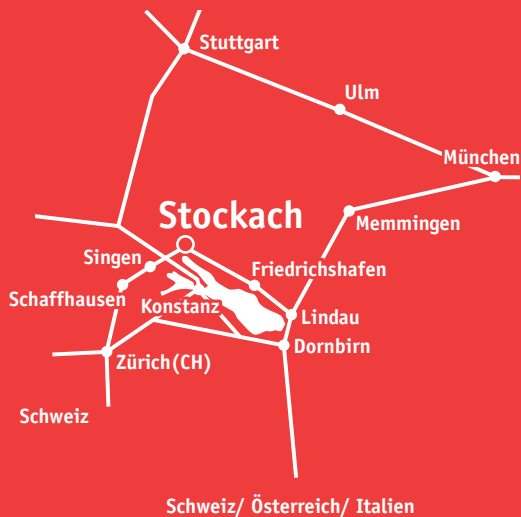 Stuttgart
Ulm
München
Stockach
Memmingen
Singen
Friedrichshafen
Schaffhausen
Konstanz
Lindau
Dornbirn
Zürich(CH)
Schweiz
Schweiz/ Österreich/ Italien